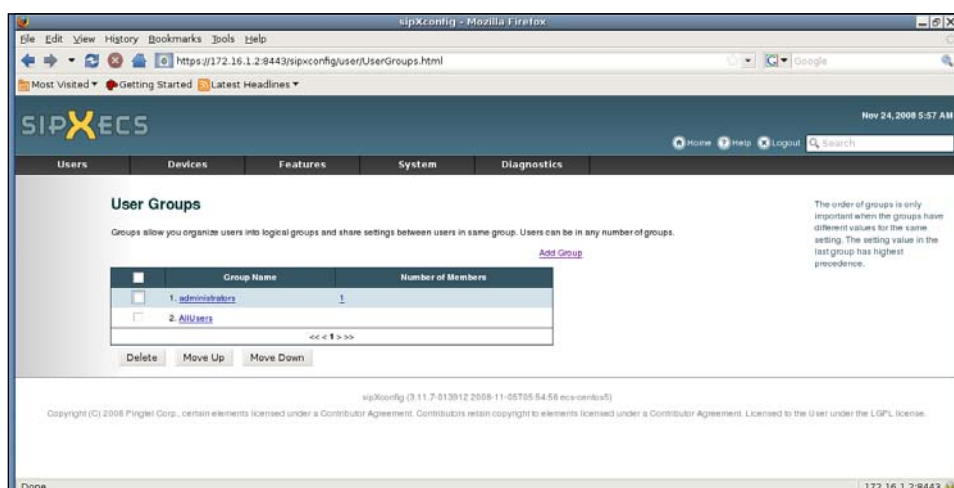 sipXconfig - Mozilla Firefox
File Edit View History Bookmarks Tools Help
https://172.16.1.2:8443/sipxconfig/user/UserGroups.html
Google
Most Visited Getting Started Latest Headlines
SIPXECS
Nov 24, 2008 5:57 AM
Home Help Logout Search
Users Devices Features System Diagnostics
User Groups
Groups allow you organize users into logical groups and share settings between users in same group. Users can be in any number of groups.
Add Group
Group Name Number of Members
1. administrators 1
2. AllUsers
<< < 1 > >>
Delete Move Up Move Down
The order of groups is only
important when the groups have
different values for the same
setting. The setting value in the
last group has highest
precedence.
sipXconfig (3.11.7-013912 2008-11-05T05:54:56 ecs-centos5)
Copyright (C) 2008 Pingtel Corp., certain elements licensed under a Contributor Agreement. Contributors retain copyright to elements licensed under a Contributor Agreement. Licensed to the User under the LGPL license.
Done
172.16.1.2:8443